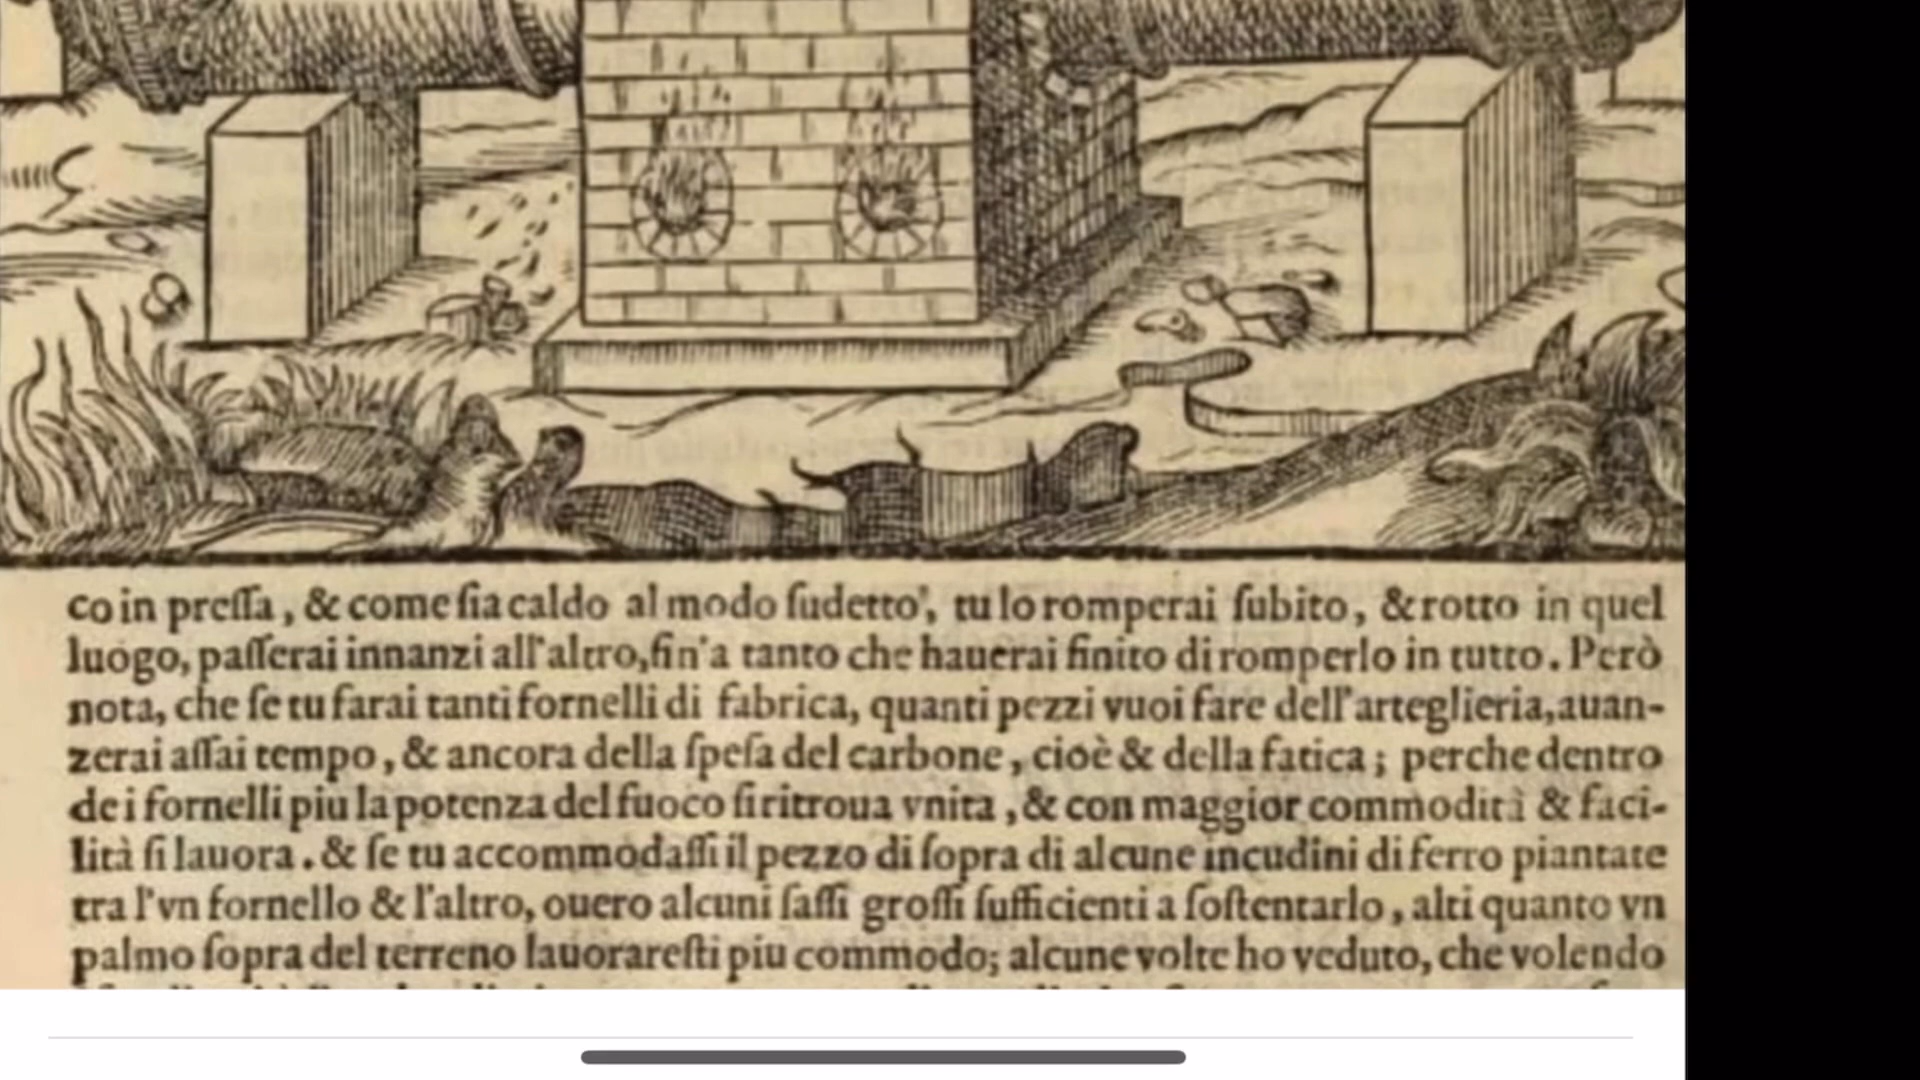 co in preſſa, & come ſia caldo al modo ſudetto', tu lo romperai ſubito, & rotto in quel
luogo, paſſerai innanzi all'altro, fin'a tanto che hauerai finito di romperlo in tutto. Però
nota, che ſe tu farai tanti fornelli di fabrica, quanti pezzi vuoi fare dell'arteglieria, auan-
zerai aſſai tempo, & ancora della ſpeſa del carbone, cioè & della fatica; perche dentro
de i fornelli piu la potenza del fuoco ſi ritroua vnita, & con maggior commodità & faci-
lità ſi lauora. & ſe tu accommodaſſi il pezzo di ſopra di alcune incudini di ferro piantate
tra l'vn fornello & l'altro, ouero alcuni ſaſſi groſſi ſufficienti a ſoſtentarlo, alti quanto vn
palmo ſopra del terreno lauorareſti piu commodo; alcune volte ho veduto, che volendo